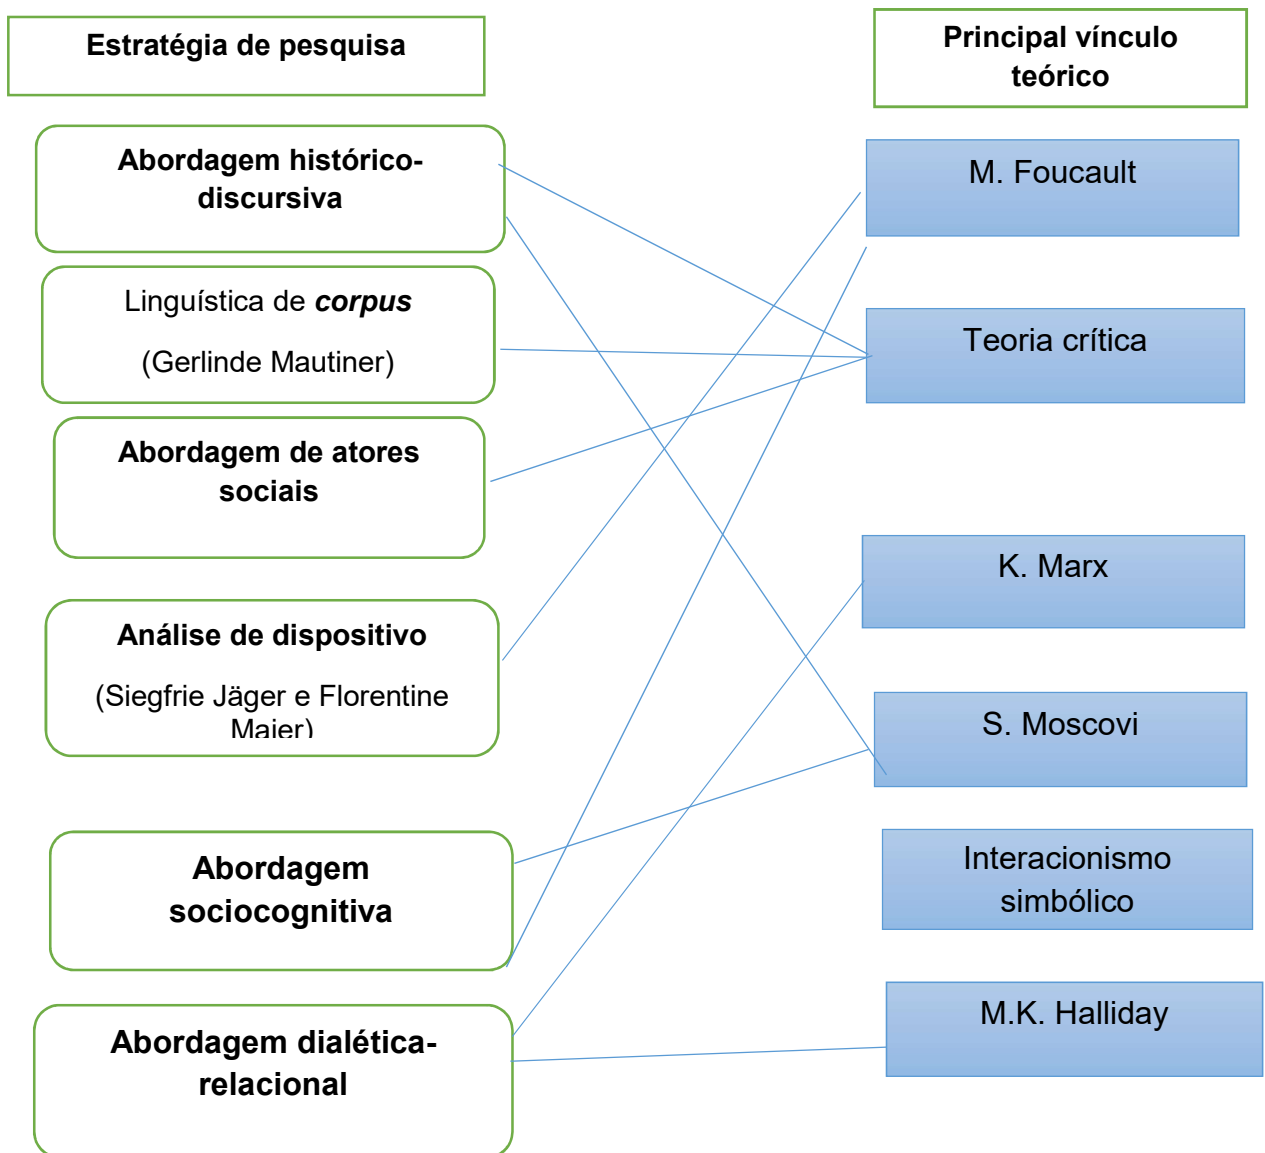 Estratégia de pesquisa
Principal vínculo
teórico
Abordagem histórico-
discursiva
M. Foucault
Linguística de corpus
(Gerlinde Mautiner)
Teoria crítica
Abordagem de atores
sociais
K. Marx
Análise de dispositivo
(Siegfrie Jäger e Florentine
Maier)
S. Moscovi
Abordagem
sociocognitiva
Interacionismo
simbólico
Abordagem dialética-
relacional
M.K. Halliday